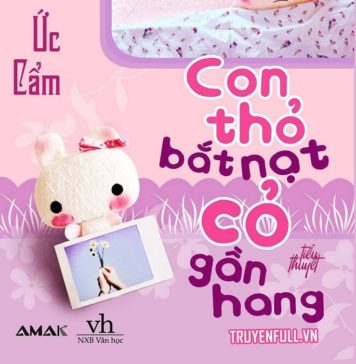 Ức
Cẩm
Con
thỏ
bắt nạt
cỏ
gần
hang
tiểu
thuyết
AMAK
vh
NXB Văn học
TRUYENFULL.VN